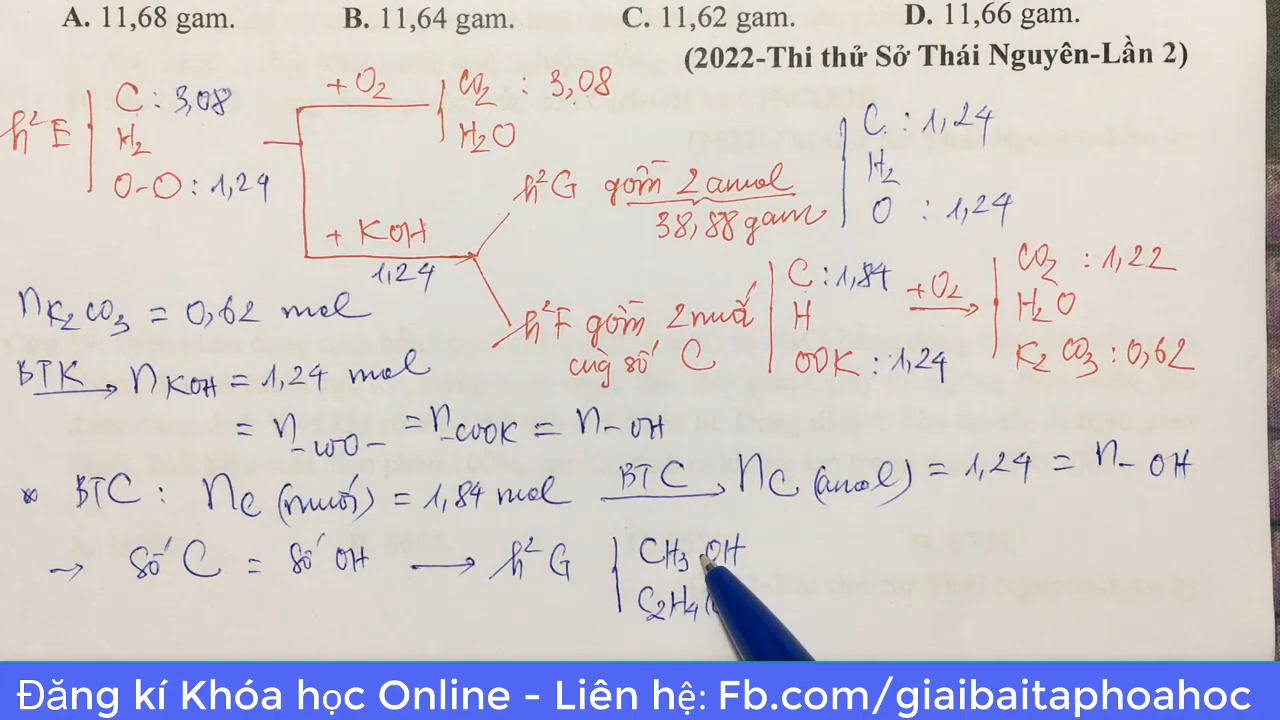 A. 11,68 gam. B. 11,64 gam. C. 11,62 gam. D. 11,66 gam.
(2022-Thi thử Sở Thái Nguyên-Lần 2)
h² E C : 3,08 H₂ O-O : 1,24
+ O₂ CO₂ : 3,08 H₂O
+ KOH 1,24
h² G gồm 2 ancol 38,88 gam C : 1,24 H₂ O : 1,24
h² F gồm 2 muối cùng số C C : 1,84 H OOK : 1,24
+ O₂ CO₂ : 1,22 H₂O K₂CO₃ : 0,62
nK₂CO₃ = 0,62 mol
BTK → nKOH = 1,24 mol
= n-COO- = n-COOK = n-OH
* BTC : nC (muối) = 1,84 mol BTC → nC (ancol) = 1,24 = n-OH
→ Số C = Số OH → h² G CH₃OH
C₂H₄(
Đăng kí Khóa học Online - Liên hệ: Fb.com/giaibaitaphoahoc